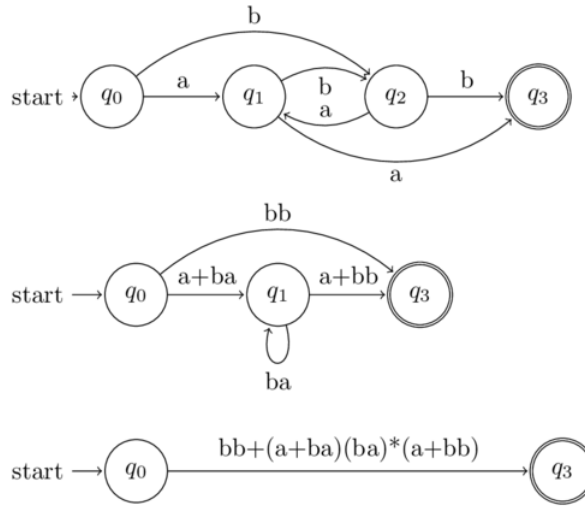 b
start q0 a q1 b q2 b q3
a
a
bb
start q0 a+ba q1 a+bb q3
ba
start q0 bb+(a+ba)(ba)*(a+bb) q3